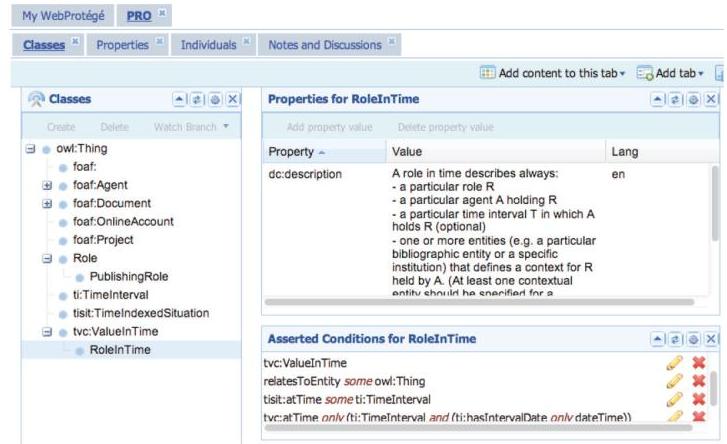 My WebProtégé PRO
Classes Properties Individuals Notes and Discussions
Add content to this tab Add tab
Classes
Create Delete Watch Branch
owl:Thing
foaf:
foaf:Agent
foaf:Document
foaf:OnlineAccount
foaf:Project
Role
PublishingRole
ti:TimeInterval
tisit:TimeIndexedSituation
tvc:ValueInTime
RoleInTime
Properties for RoleInTime
Add property value Delete property value
Property Value Lang
dc:description A role in time describes always: en
- a particular role R
- a particular agent A holding R
- a particular time interval T in which A
holds R (optional)
- one or more entities (e.g. a particular
bibliographic entity or a specific
institution) that defines a context for R
held by A. (At least one contextual
entity should be specified for a
Asserted Conditions for RoleInTime
tvc:ValueInTime
relatesToEntity some owl:Thing
tisit:atTime some ti:TimeInterval
tvc:atTime only (ti:TimeInterval and (ti:hasIntervalDate only dateTime))